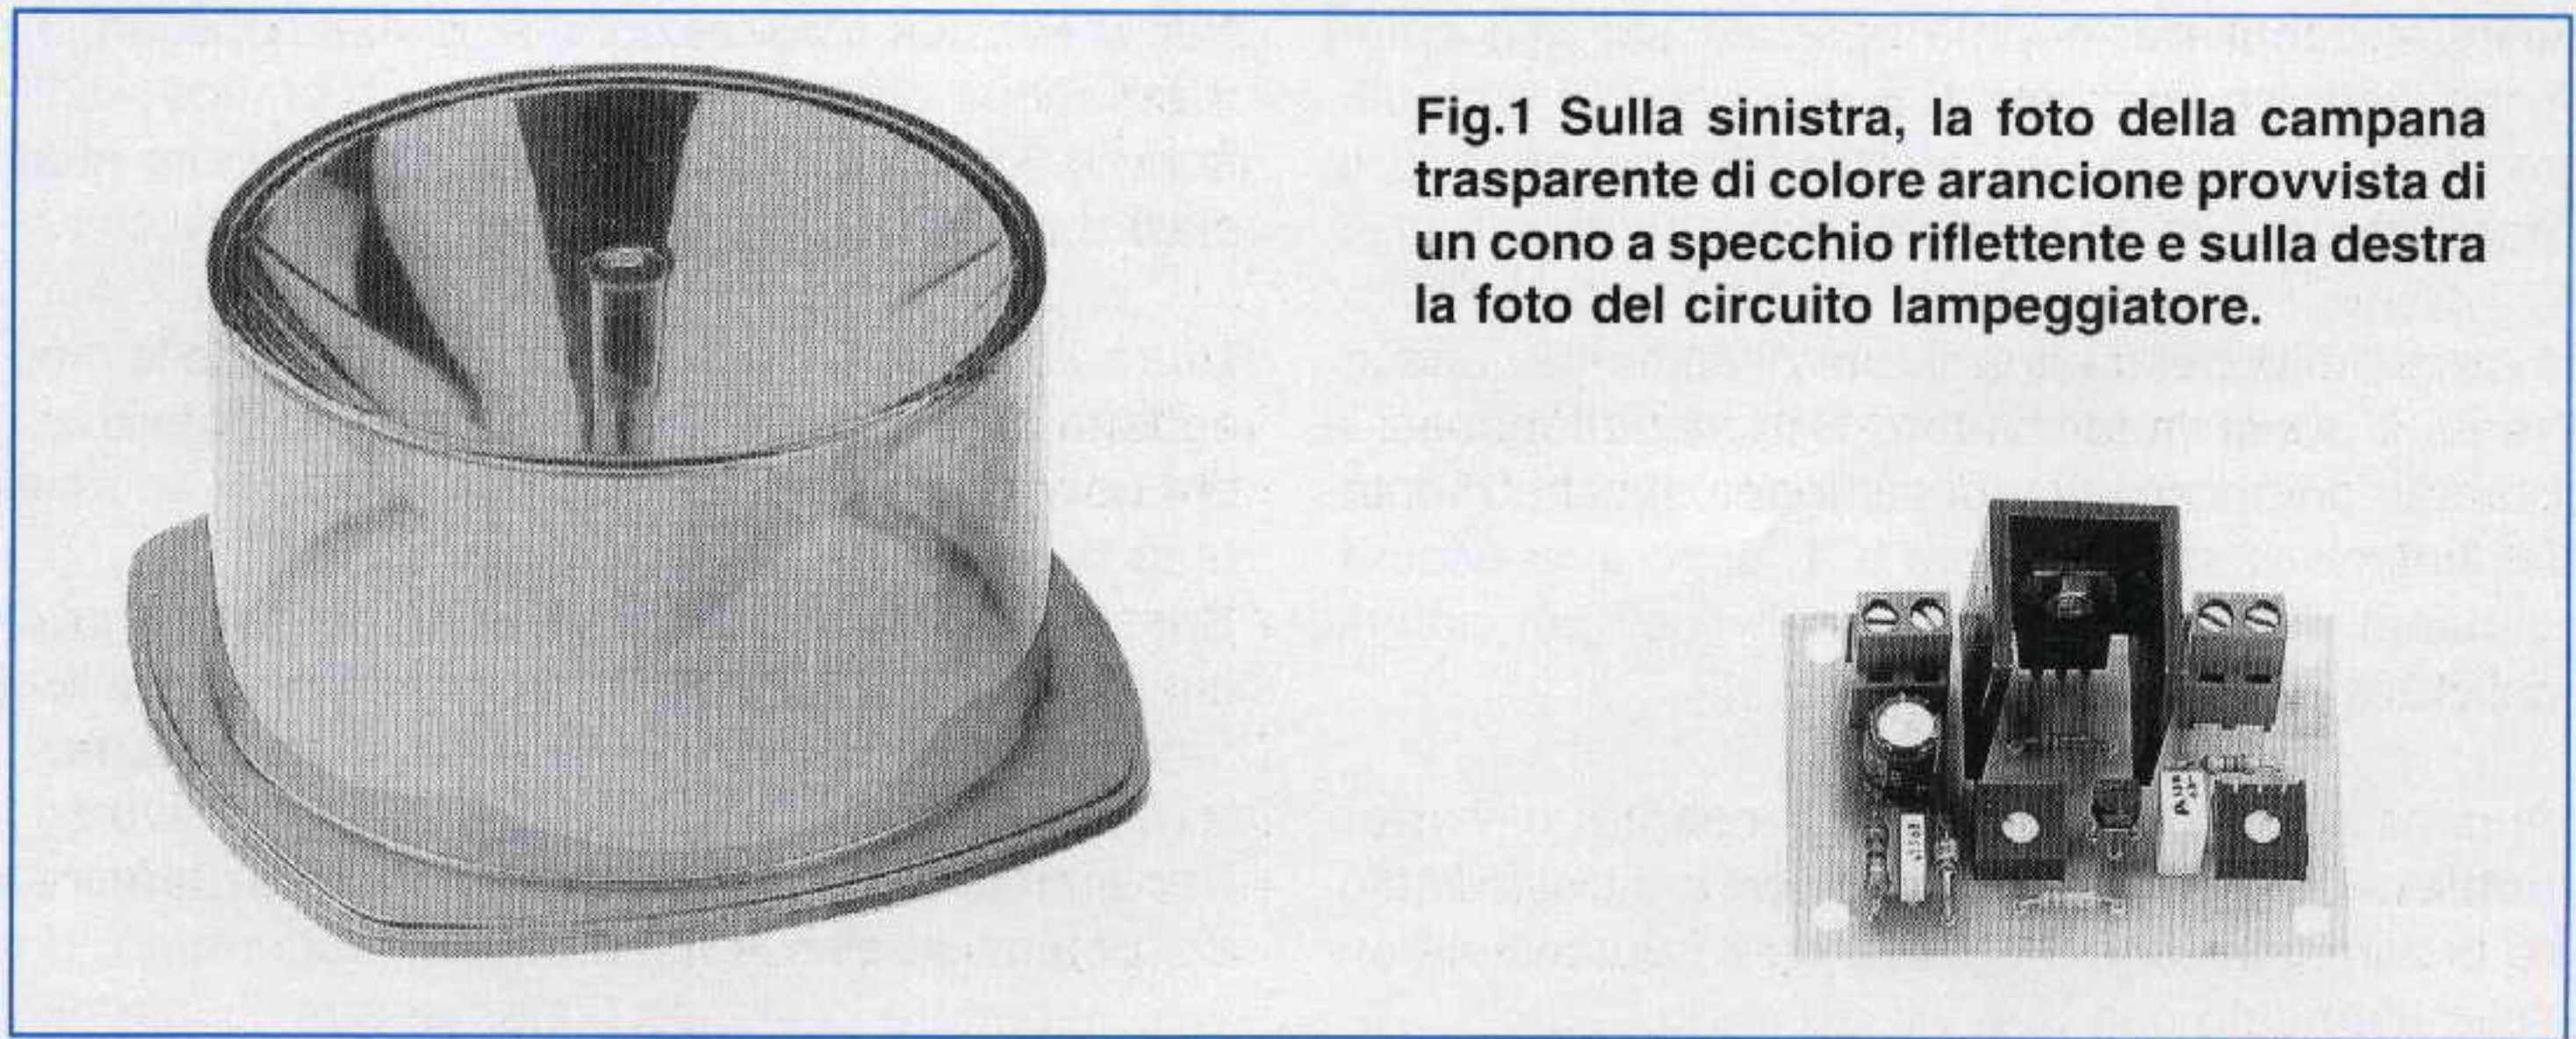 Fig.1 Sulla sinistra, la foto della campana
trasparente di colore arancione provvista di
un cono a specchio riflettente e sulla destra
la foto del circuito lampeggiatore.